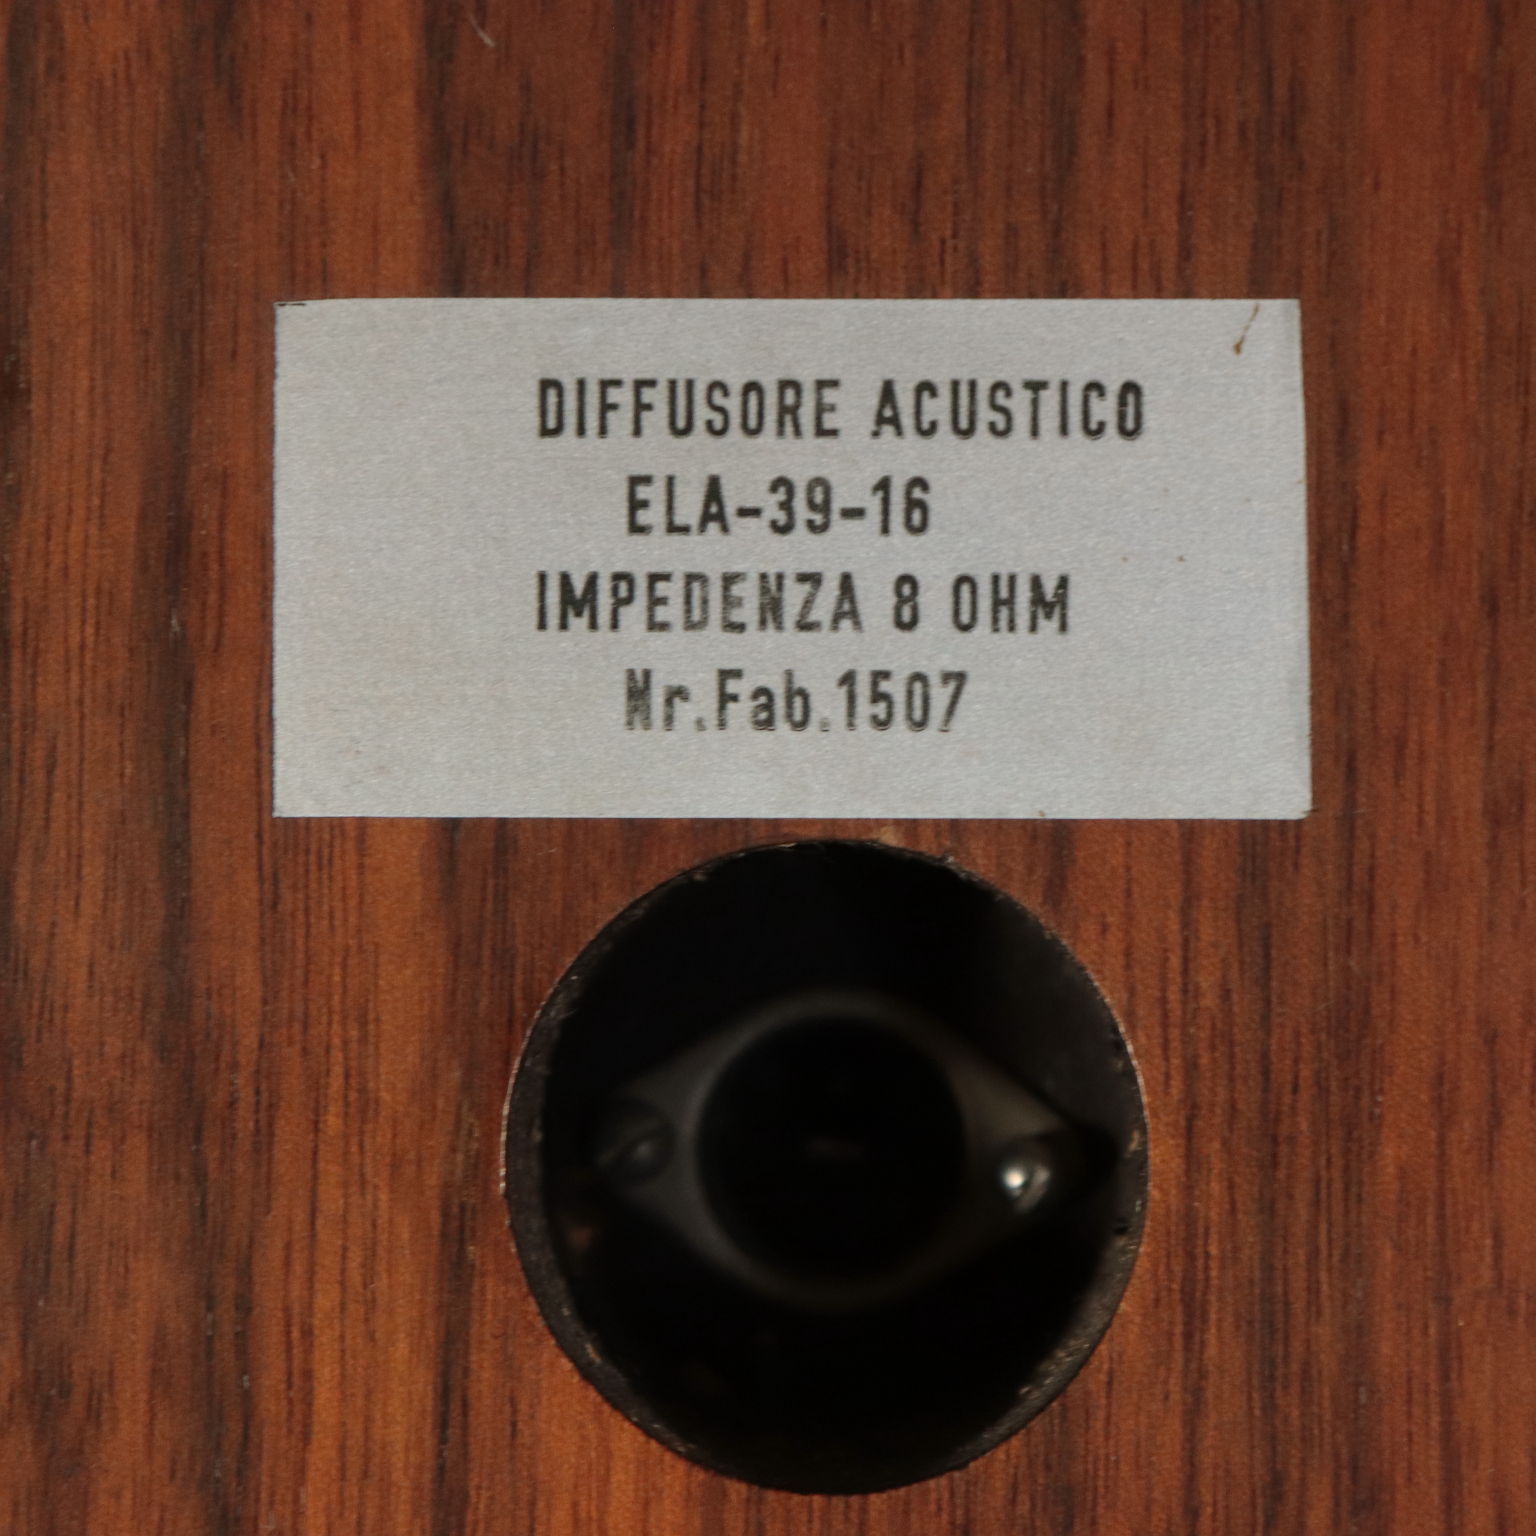 DIFFUSORE ACUSTICO
ELA-39-16
IMPEDENZA 8 OHM
Nr.Fab.1507